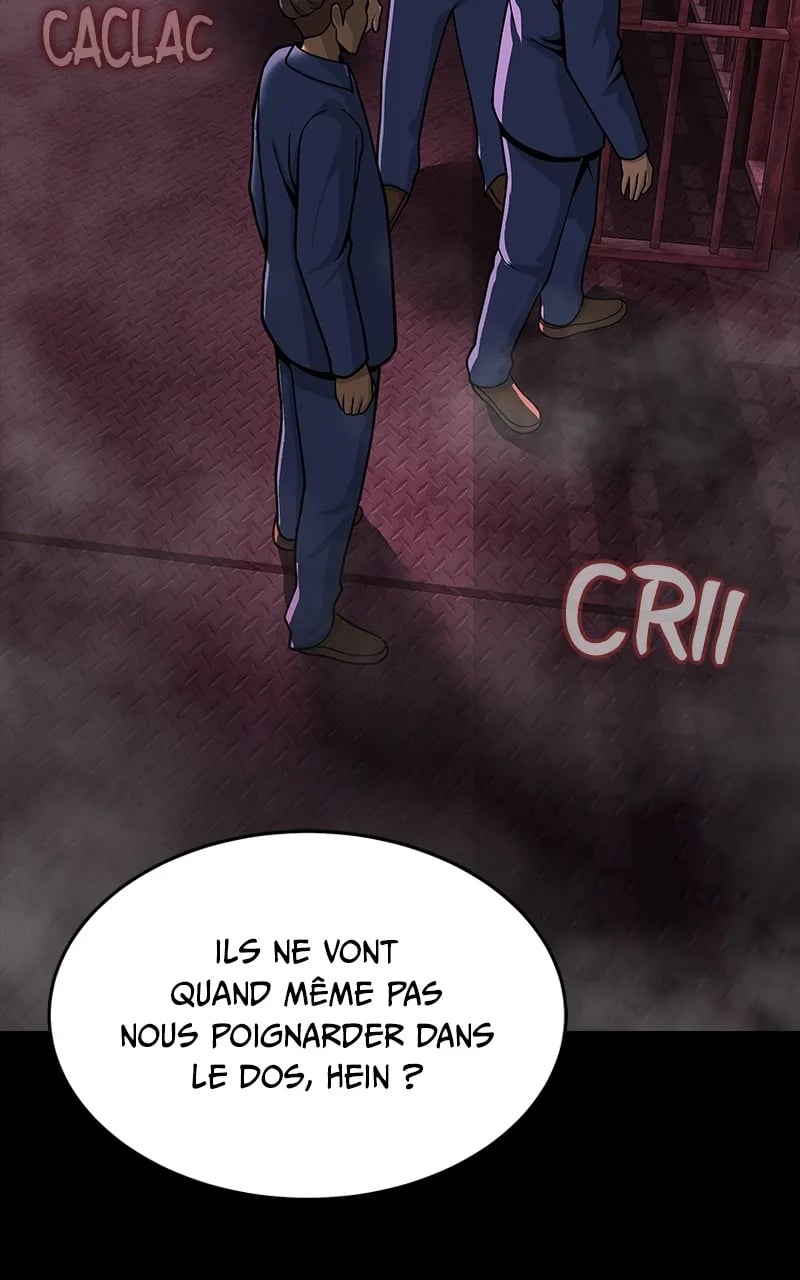 CACLAC
CRII
ILS NE VONT
QUAND MÊME PAS
NOUS POIGNARDER DANS
LE DOS, HEIN ?